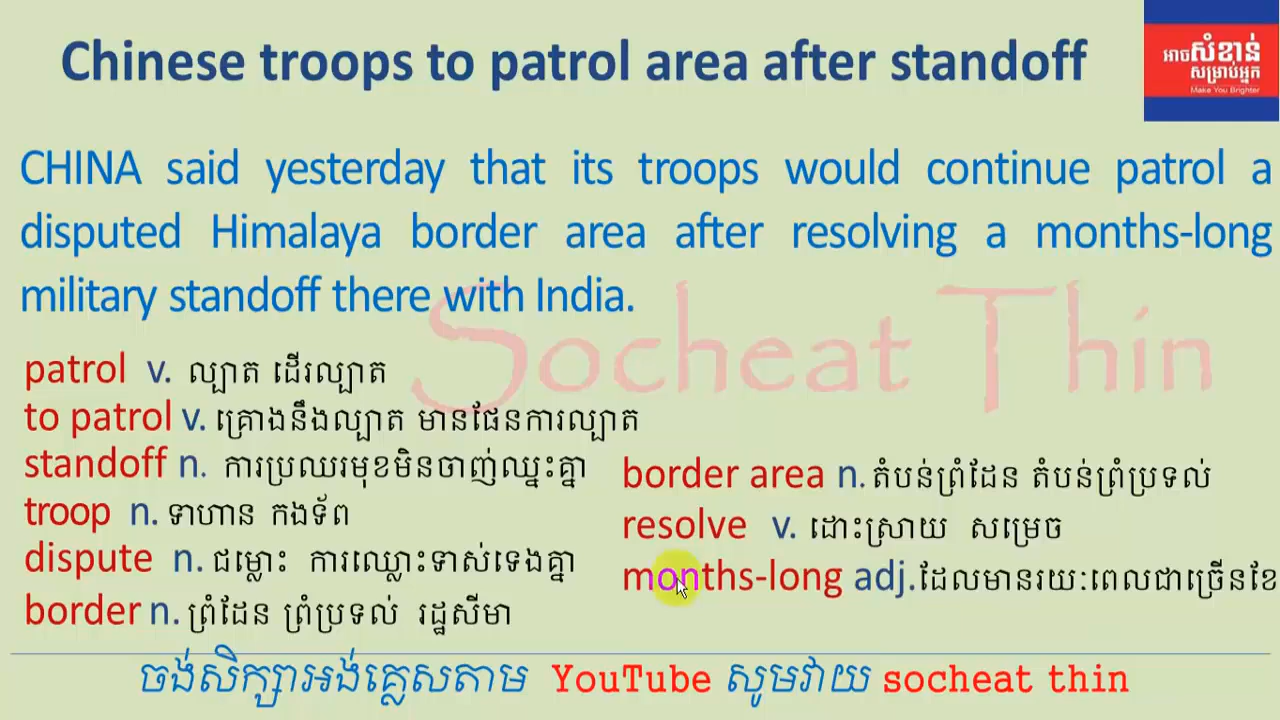 Chinese troops to patrol area after standoff
អាចសំខាន់
សម្រាប់អ្នក
Make You Brighter
CHINA said yesterday that its troops would continue patrol a
disputed Himalaya border area after resolving a months-long
military standoff there with India.
Socheat Thin
patrol v. ល្បាត ដើរល្បាត
to patrol v. គ្រោងនឹងល្បាត មានផែនការល្បាត
standoff n. ការប្រឈរមុខមិនចាញ់ឈ្នះគ្នា
troop n. ទាហាន កងទ័ព
dispute n. ជម្លោះ ការឈ្លោះទាស់ទែងគ្នា
border n. ព្រំដែន ព្រំប្រទល់ រដ្ឋសីមា
border area n. តំបន់ព្រំដែន តំបន់ព្រំប្រទល់
resolve v. ដោះស្រាយ សម្រេច
months-long adj. ដែលមានរយៈពេលជាច្រើនខែ
ចង់សិក្សាអង់គ្លេសតាម YouTube សូមវាយ socheat thin